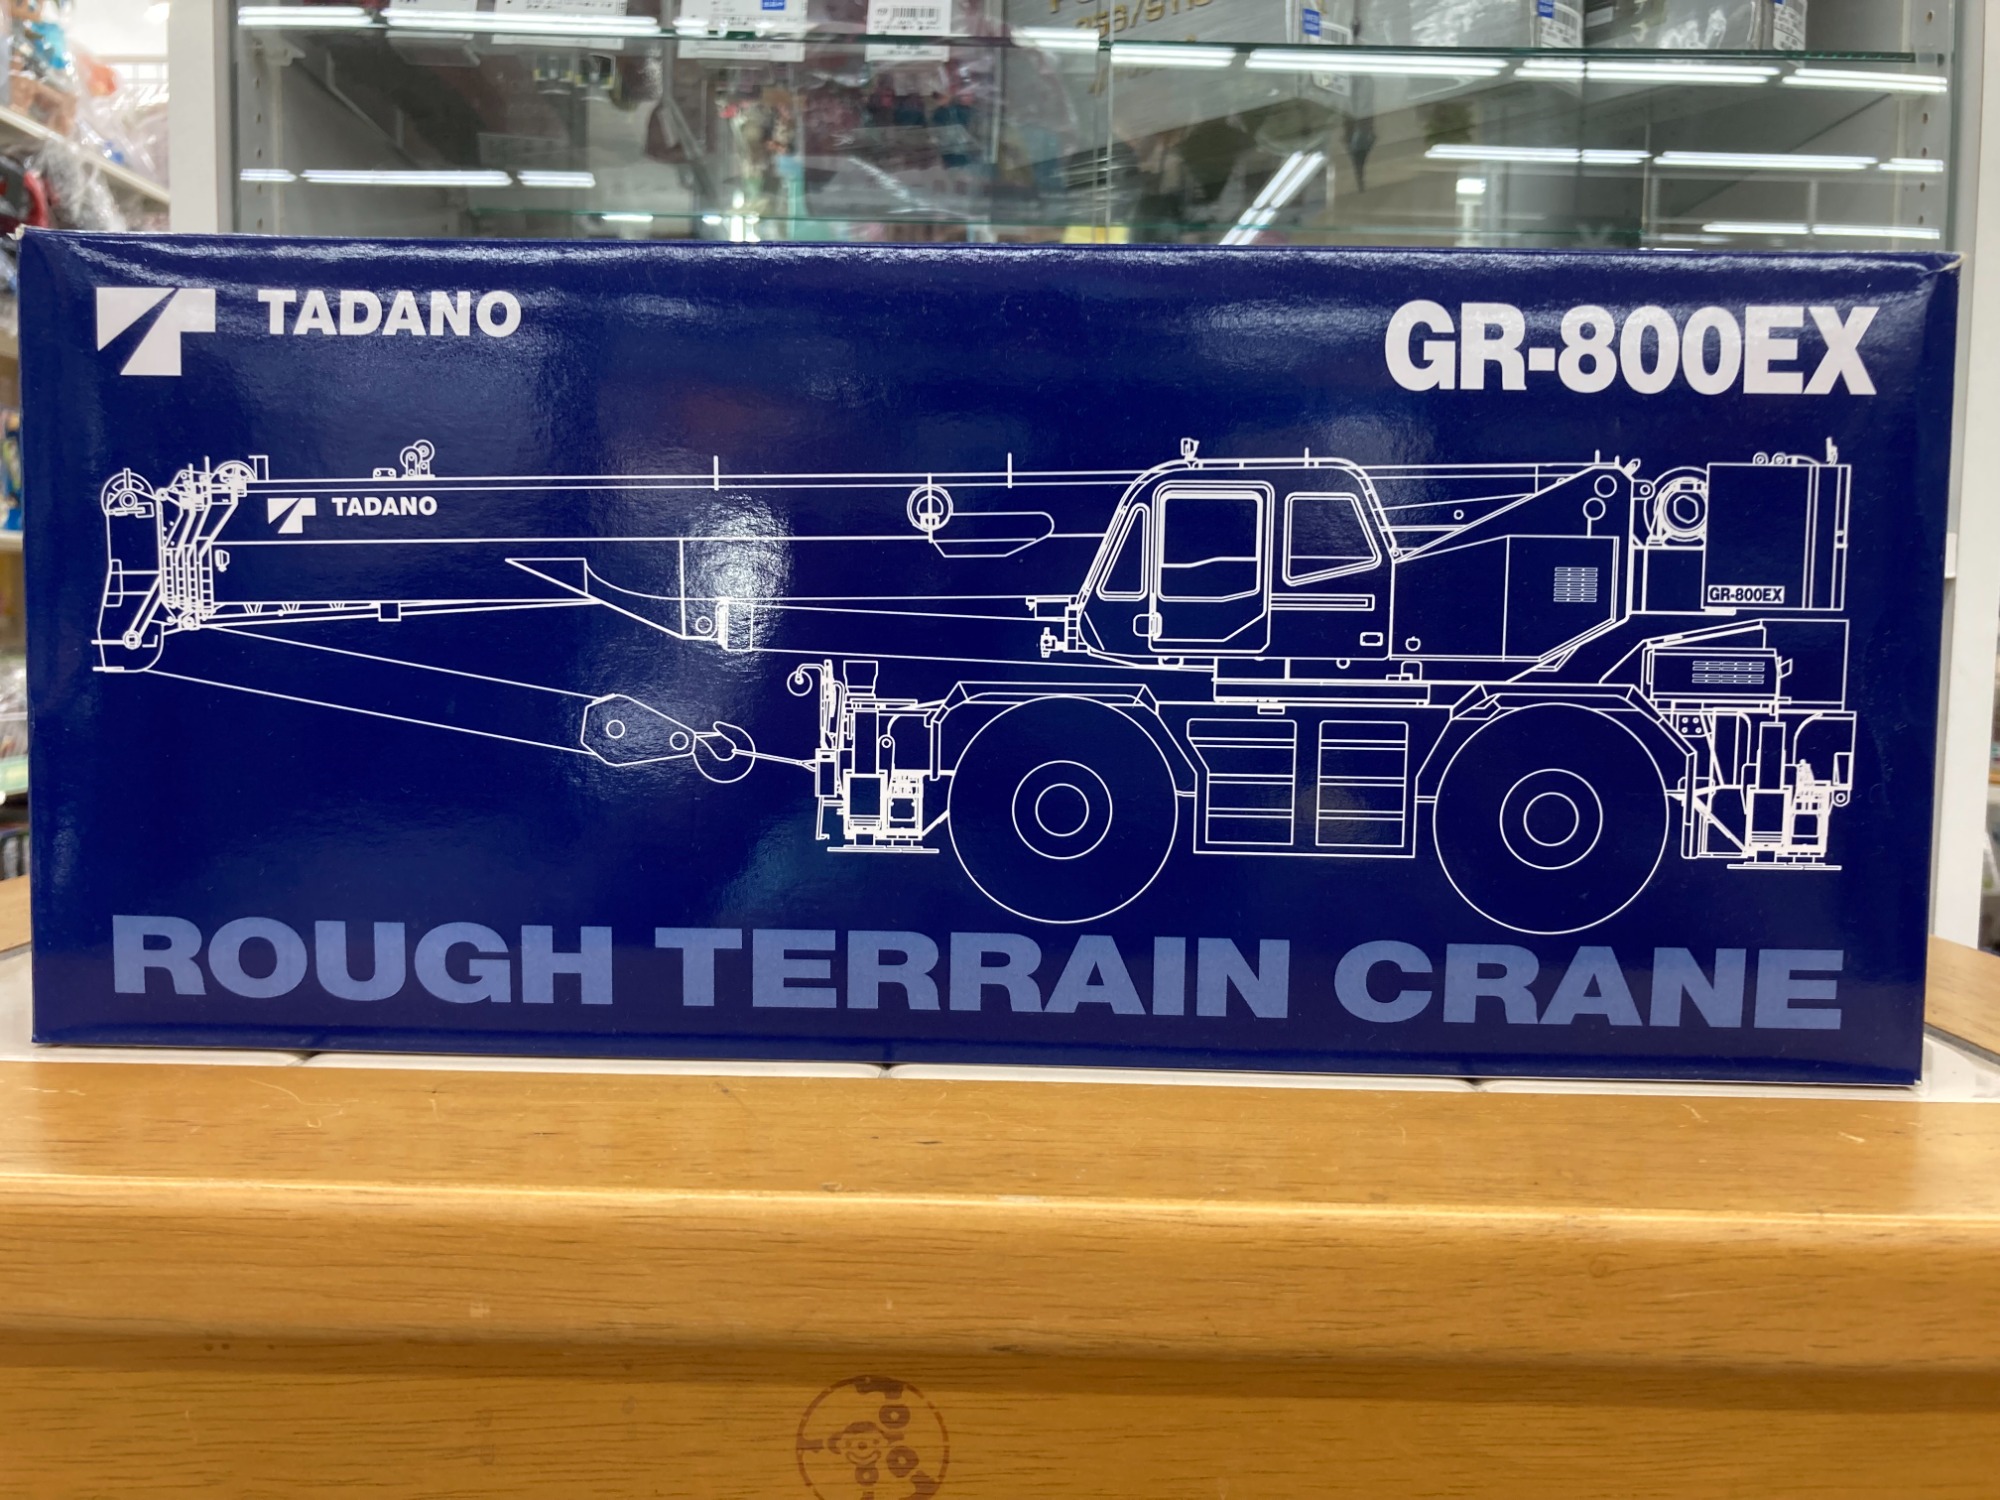 TADANO
GR-800EX
TADANO
GR-800EX
ROUGH TERRAIN CRANE